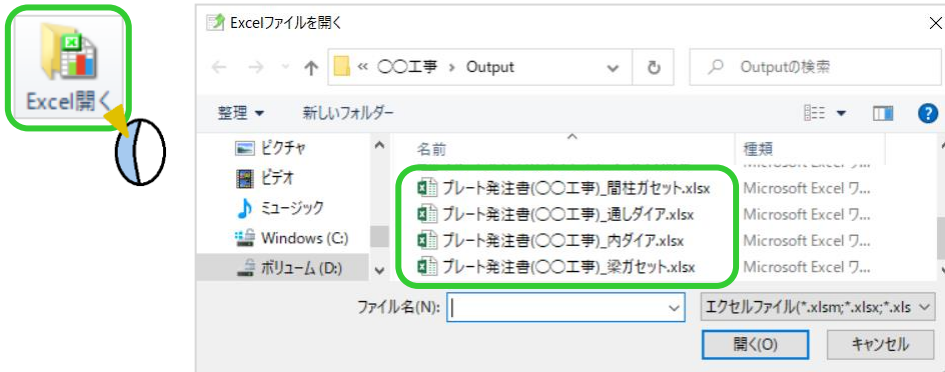 Excel開く
Excelファイルを開く
« 〇〇工事 › Output
Outputの検索
整理
新しいフォルダー
ピクチャ
ビデオ
ミュージック
Windows (C:)
ボリューム (D:)
名前
種類
プレート発注書(〇〇工事)_間柱ガセット.xlsx
Microsoft Excel ワ...
プレート発注書(〇〇工事)_通しダイア.xlsx
Microsoft Excel ワ...
プレート発注書(〇〇工事)_内ダイア.xlsx
Microsoft Excel ワ...
プレート発注書(〇〇工事)_梁ガセット.xlsx
Microsoft Excel ワ...
ファイル名(N):
エクセルファイル(*.xlsm;*.xlsx;*.xls
開く(O)
キャンセル